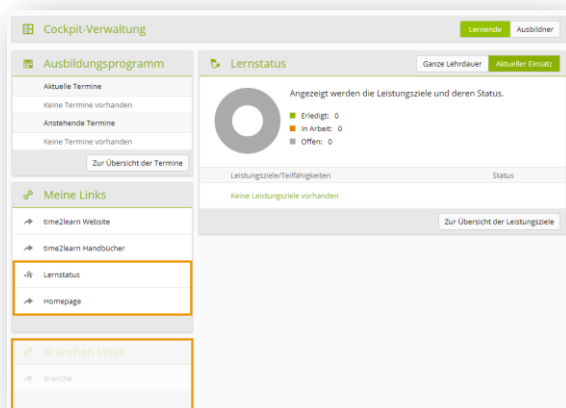 Cockpit-Verwaltung
Lernende
Ausbildner
Ausbildungsprogramm
Aktuelle Termine
Keine Termine vorhanden
Anstehende Termine
Keine Termine vorhanden
Zur Übersicht der Termine
Meine Links
time2learn Website
time2learn Handbücher
Lernstatus
Homepage
Branchen Links
Branche
Lernstatus
Ganze Lehrdauer
Aktueller Einsatz
Angezeigt werden die Leistungsziele und deren Status.
Erledigt: 0
In Arbeit: 0
Offen: 0
Leistungsziele/Teilfähigkeiten Status
Keine Leistungsziele vorhanden
Zur Übersicht der Leistungsziele